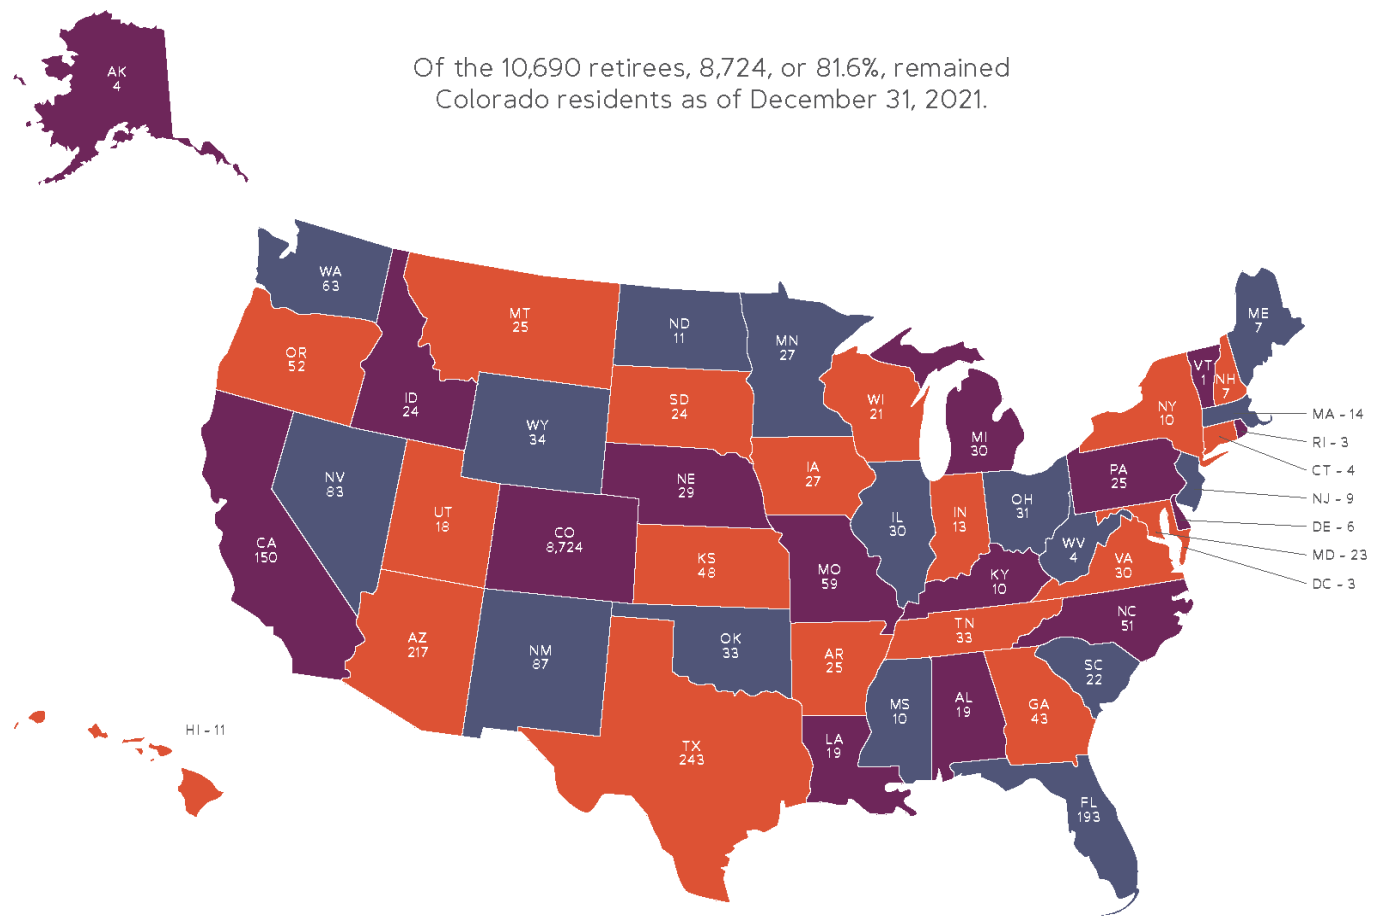 Of the 10,690 retirees, 8,724, or 81.6%, remained
Colorado residents as of December 31, 2021.
AK
4
WA
63
OR
52
CA
150
ID
24
NV
83
MT
25
WY
34
UT
18
AZ
217
CO
8,724
NM
87
ND
11
SD
24
NE
29
KS
48
OK
33
TX
243
MN
27
IA
27
MO
59
AR
25
LA
19
WI
21
IL
30
MS
10
MI
30
IN
13
OH
31
KY
10
TN
33
AL
19
GA
43
FL
193
SC
22
NC
51
VA
30
WV
4
PA
25
NY
10
VT
1
NH
7
ME
7
MA - 14
RI - 3
CT - 4
NJ - 9
DE - 6
MD - 23
DC - 3
HI - 11